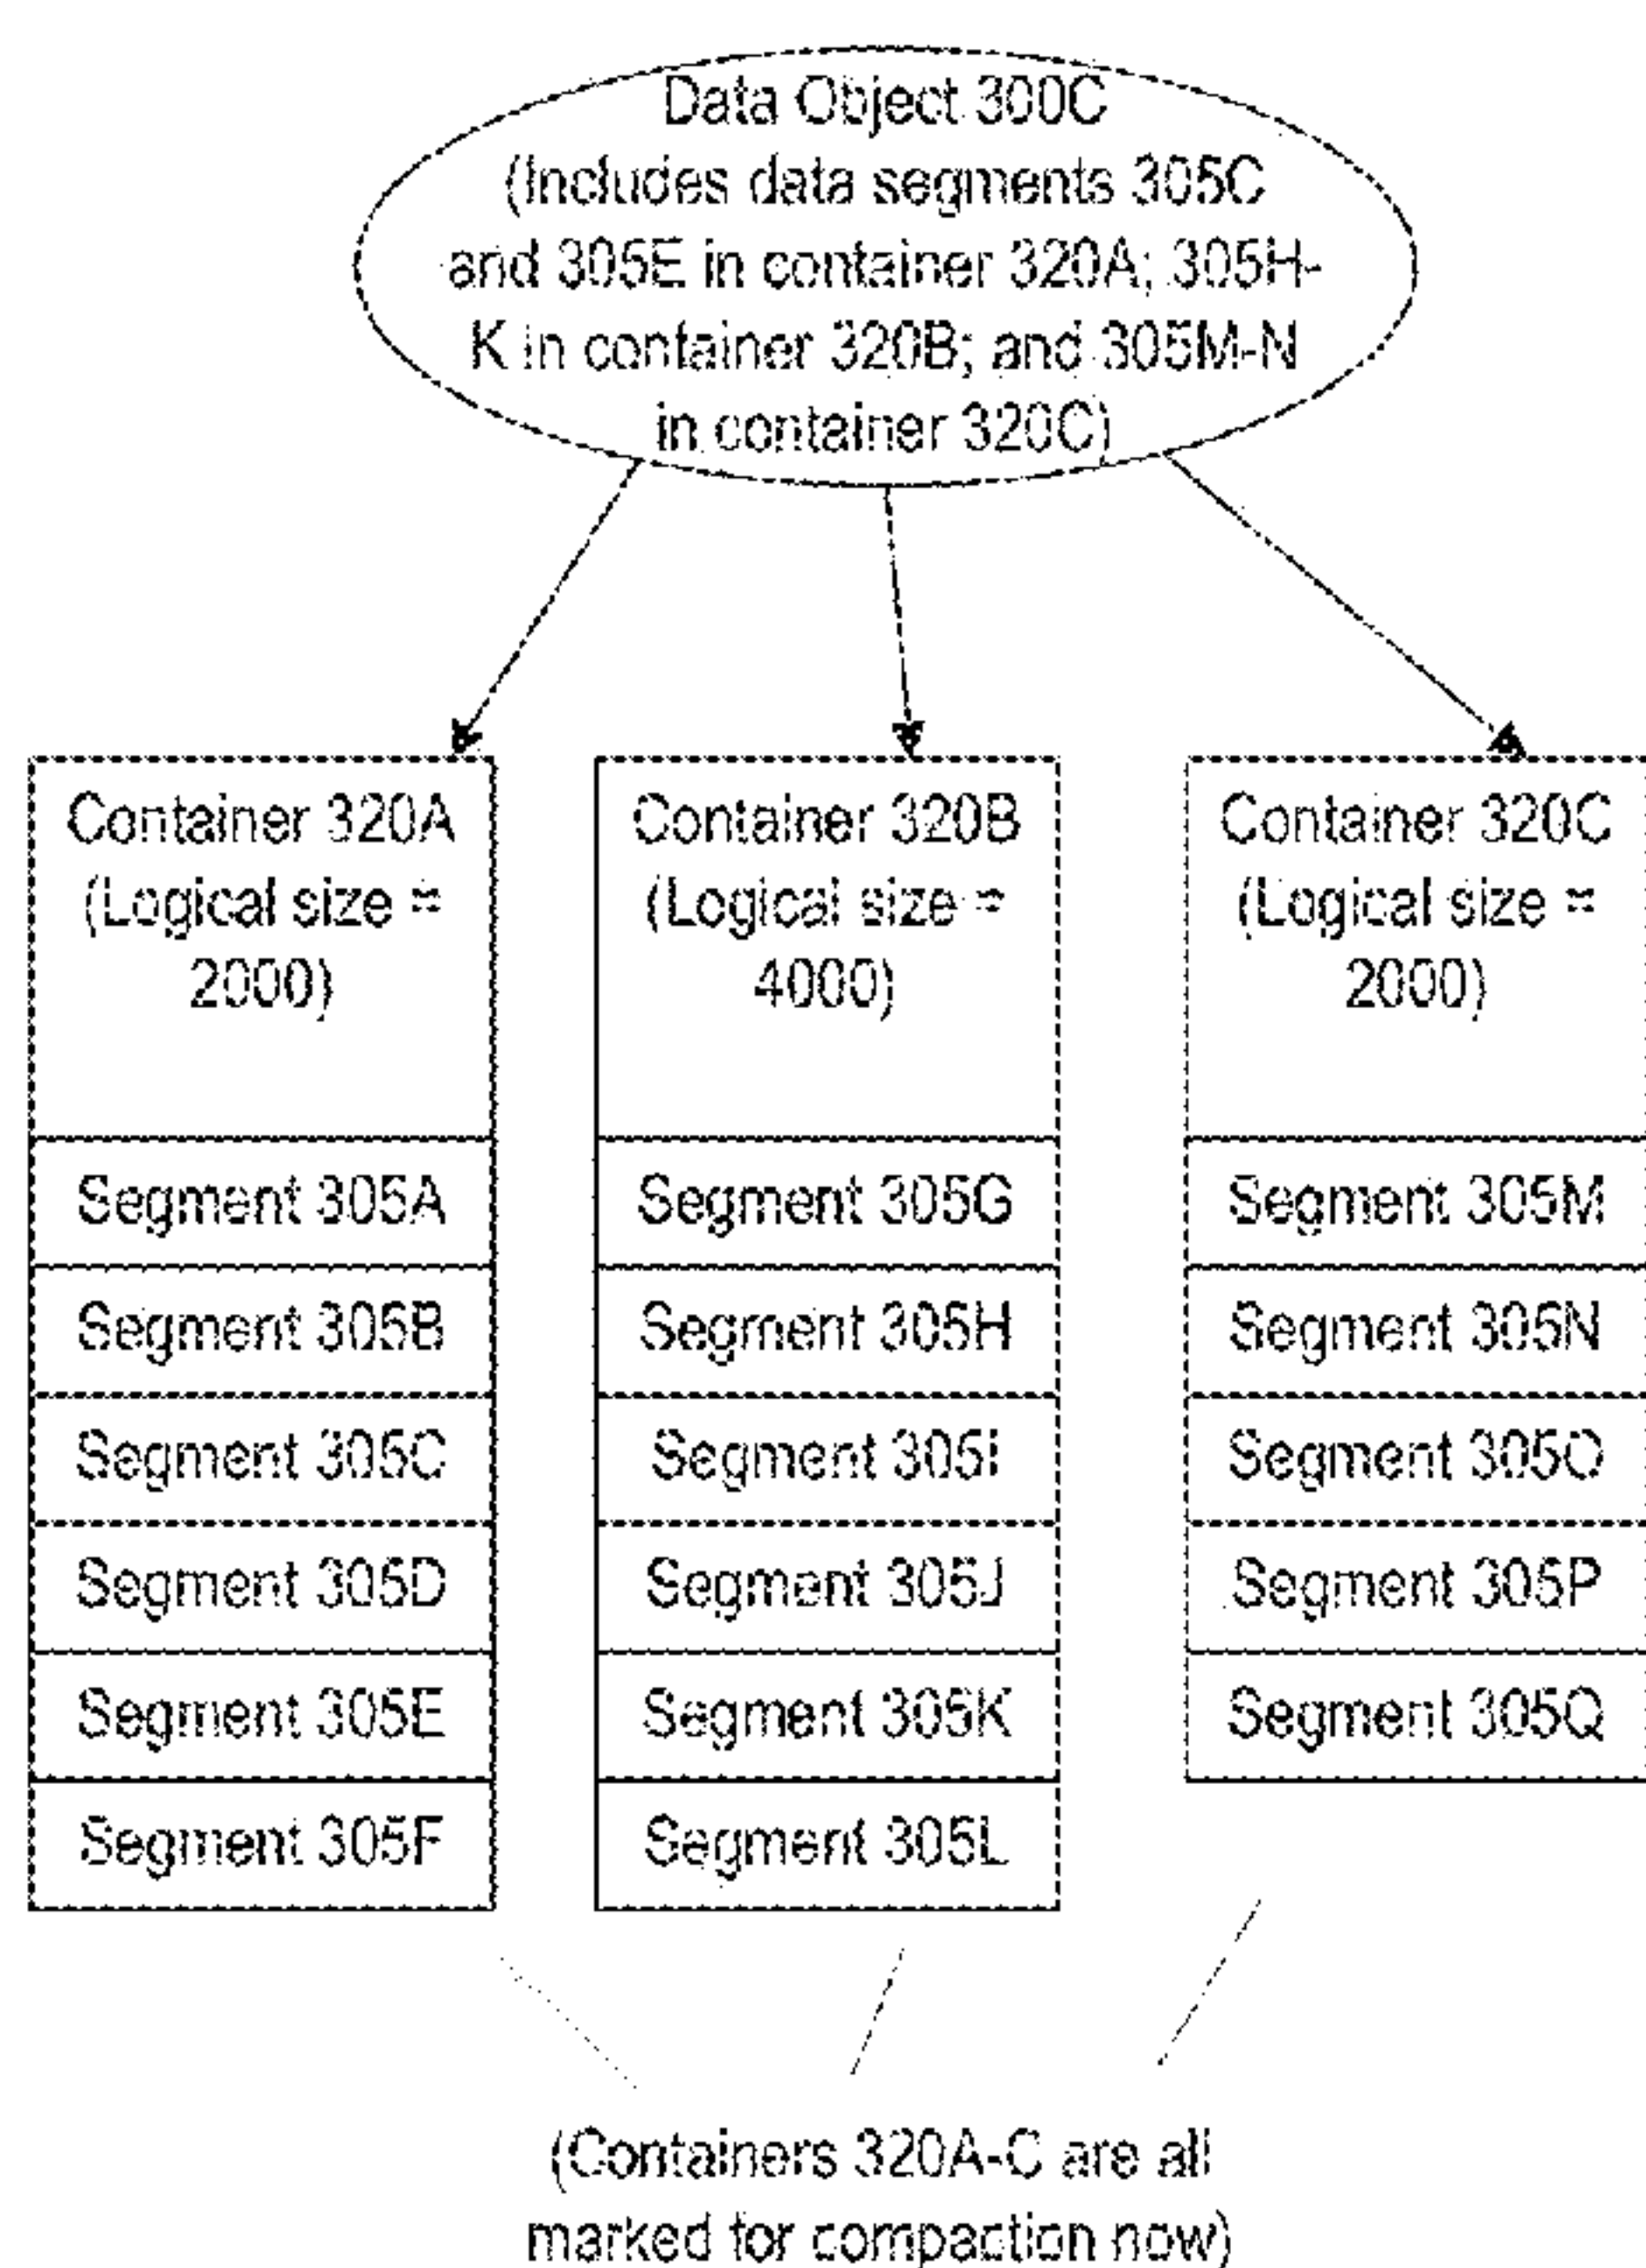 Data Object 300C
(Includes data segments 305C
and 305E in container 320A; 305H-
K in container 320B; and 305M-N
in container 320C)
Container 320A
(Logical size =
2000)
Segment 305A
Segment 305B
Segment 305C
Segment 305D
Segment 305E
Segment 305F
Container 320B
(Logical size =
4000)
Segment 305G
Segment 305H
Segment 305I
Segment 305J
Segment 305K
Segment 305L
Container 320C
(Logical size =
2000)
Segment 305M
Segment 305N
Segment 305O
Segment 305P
Segment 305Q
(Containers 320A-C are all
marked for compaction now)